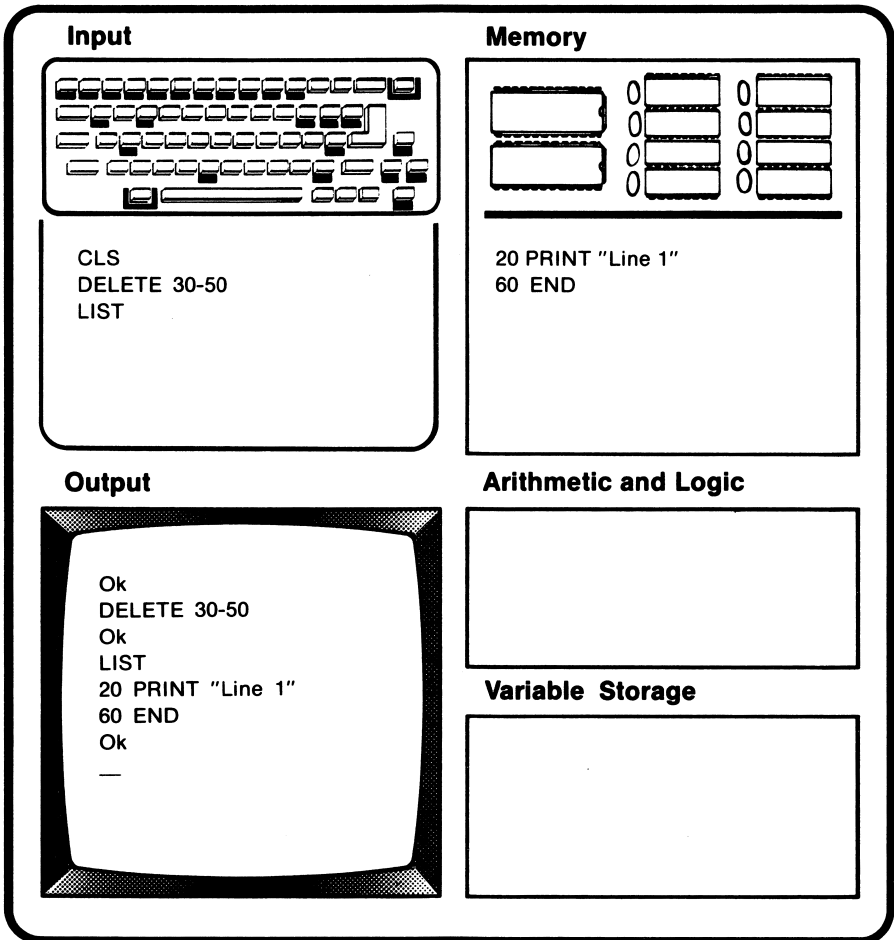 Input
CLS
DELETE 30-50
LIST
Memory
20 PRINT "Line 1"
60 END
Output
Ok
DELETE 30-50
Ok
LIST
20 PRINT "Line 1"
60 END
Ok
_
Arithmetic and Logic
Variable Storage